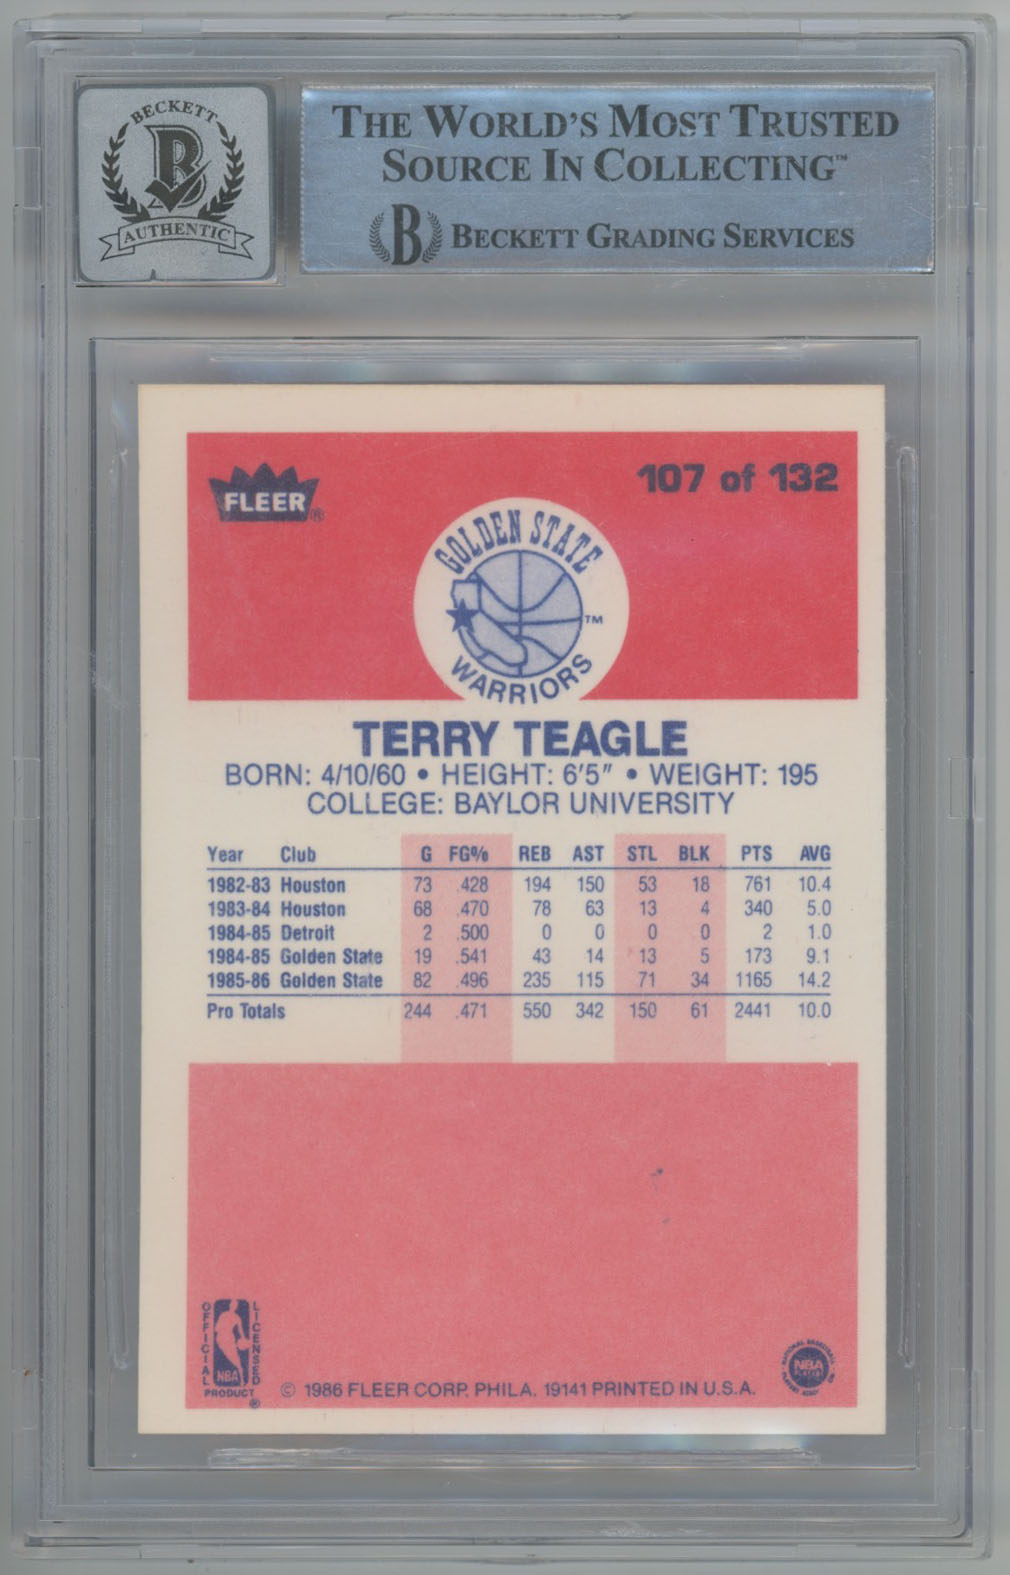 BECKETT
B
AUTHENTIC
THE WORLD'S MOST TRUSTED
SOURCE IN COLLECTING™
B BECKETT GRADING SERVICES
FLEER®
107 of 132
GOLDEN STATE
WARRIORS
TM
TERRY TEAGLE
BORN: 4/10/60 • HEIGHT: 6'5" • WEIGHT: 195
COLLEGE: BAYLOR UNIVERSITY
Year Club G FG% REB AST STL BLK PTS AVG
1982-83 Houston 73 .428 194 150 53 18 761 10.4
1983-84 Houston 68 .470 78 63 13 4 340 5.0
1984-85 Detroit 2 .500 0 0 0 0 2 1.0
1984-85 Golden State 19 .541 43 14 13 5 173 9.1
1985-86 Golden State 82 .496 235 115 71 34 1165 14.2
Pro Totals 244 .471 550 342 150 61 2441 10.0
OFFICIAL
LICENSED
NBA
PRODUCT
®
© 1986 FLEER CORP. PHILA. 19141 PRINTED IN U.S.A.
NATIONAL BASKETBALL
NBA
PLAYERS